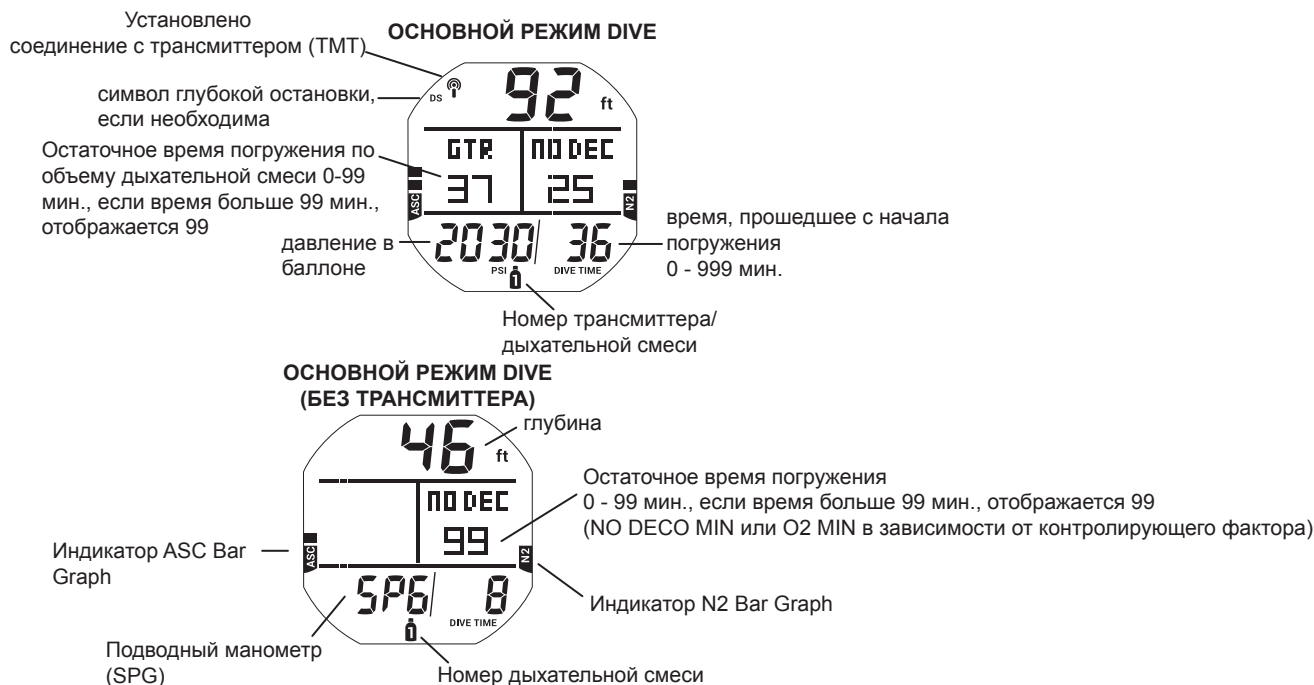 Установлено
соединение с трансмиттером (TMT)
ОСНОВНОЙ РЕЖИМ DIVE
символ глубокой остановки,
если необходима
DS
92 ft
Остаточное время погружения по
объему дыхательной смеси 0-99
мин., если время больше 99 мин.,
отображается 99
GTR NO DEC
37 25
ASC
N2
давление в
баллоне
2030 / 36
PSI 1 DIVE TIME
время, прошедшее с начала
погружения
0 - 999 мин.
Номер трансмиттера/
дыхательной смеси
ОСНОВНОЙ РЕЖИМ DIVE
(БЕЗ ТРАНСМИТТЕРА)
46 ft
глубина
NO DEC
99
Остаточное время погружения
0 - 99 мин., если время больше 99 мин., отображается 99
(NO DECO MIN или O2 MIN в зависимости от контролирующего фактора)
Индикатор ASC Bar
Graph
ASC
N2
Индикатор N2 Bar Graph
SPG / 8
1 DIVE TIME
Подводный манометр
(SPG)
Номер дыхательной смеси